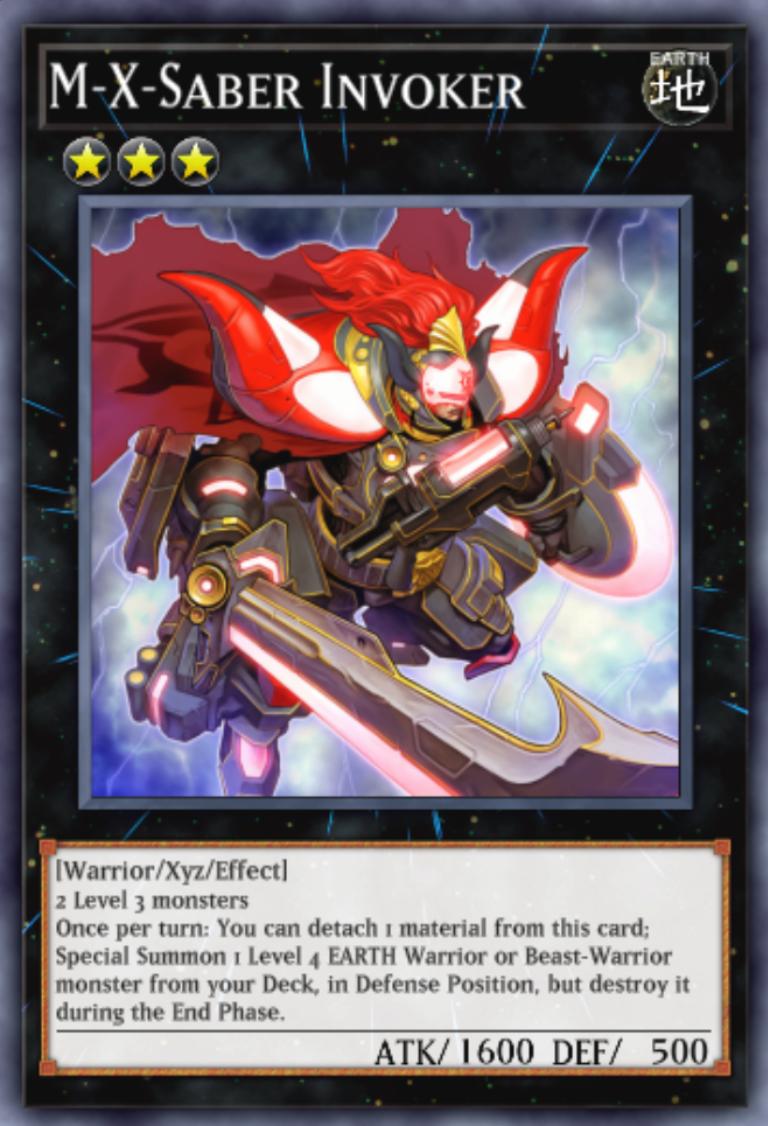 M-X-Saber Invoker
EARTH
地
[Warrior/Xyz/Effect]
2 Level 3 monsters
Once per turn: You can detach 1 material from this card;
Special Summon 1 Level 4 EARTH Warrior or Beast-Warrior
monster from your Deck, in Defense Position, but destroy it
during the End Phase.
ATK/ 1600 DEF/ 500